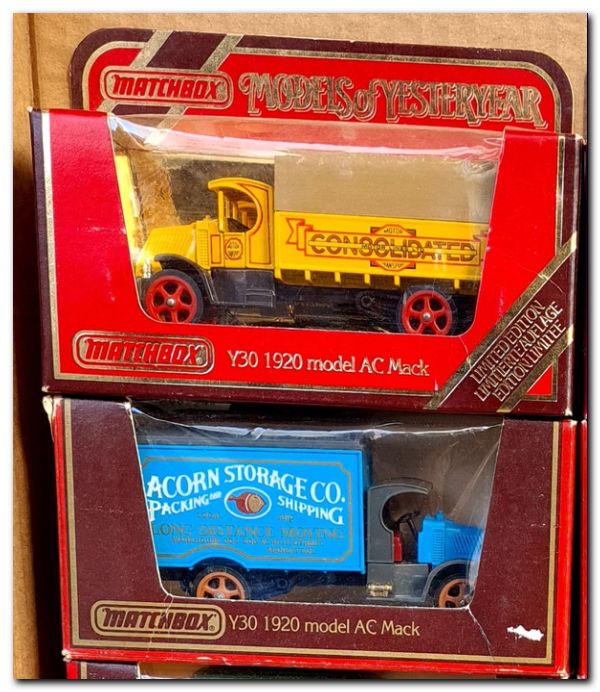 MATCHBOX
MODELS of YESTERYEAR
MOTOR
CONSOLIDATED
MATCHBOX
Y30 1920 model AC Mack
LIMITED EDITION
LIMITIERTE AUFLAGE
EDITION LIMITEE
ACORN STORAGE CO.
PACKING AND SHIPPING
LONG DISTANCE MOVING
MATCHBOX
Y30 1920 model AC Mack